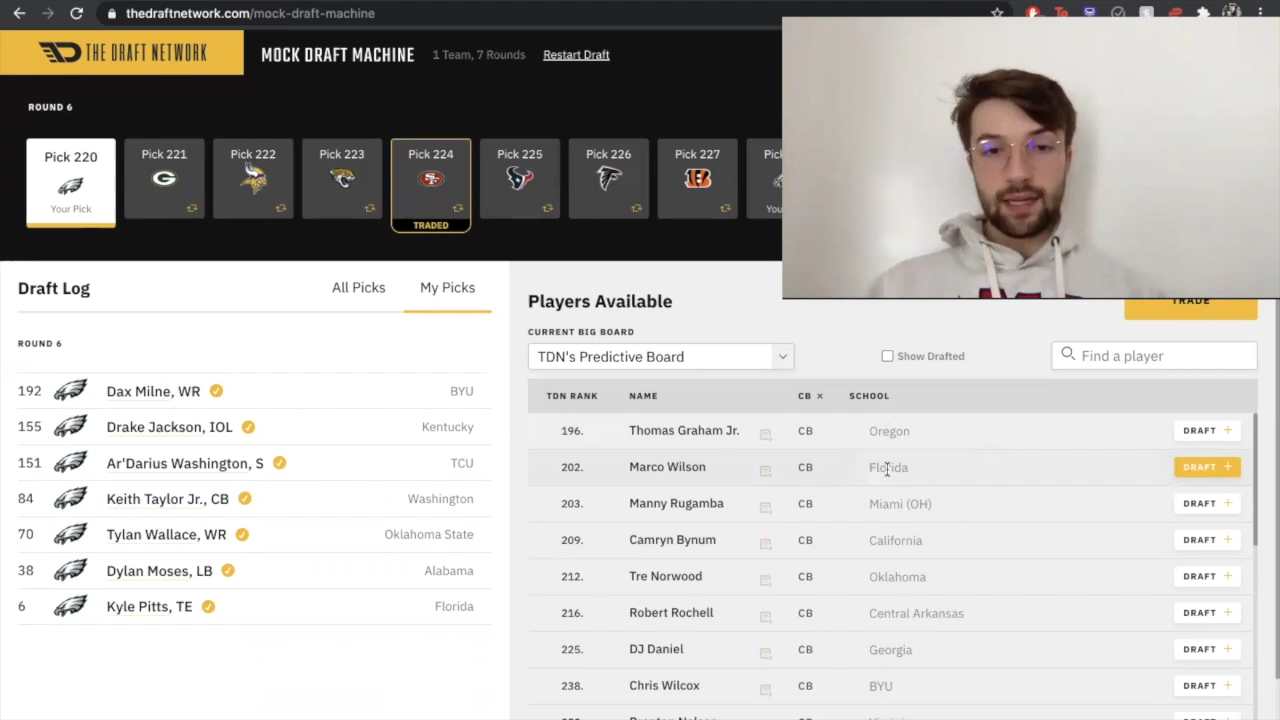 thedraftnetwork.com/mock-draft-machine
THE DRAFT NETWORK
MOCK DRAFT MACHINE
1 Team, 7 Rounds
Restart Draft
ROUND 6
Pick 220
Your Pick
Pick 221
Pick 222
Pick 223
Pick 224
TRADED
Pick 225
Pick 226
Pick 227
Draft Log
All Picks
My Picks
ROUND 6
192 Dax Milne, WR BYU
155 Drake Jackson, IOL Kentucky
151 Ar'Darius Washington, S TCU
84 Keith Taylor Jr., CB Washington
70 Tylan Wallace, WR Oklahoma State
38 Dylan Moses, LB Alabama
6 Kyle Pitts, TE Florida
Players Available
TRADE
CURRENT BIG BOARD
TDN's Predictive Board
Show Drafted
Find a player
TDN RANK NAME CB × SCHOOL
196. Thomas Graham Jr. CB Oregon DRAFT +
202. Marco Wilson CB Florida DRAFT +
203. Manny Rugamba CB Miami (OH) DRAFT +
209. Camryn Bynum CB California DRAFT +
212. Tre Norwood CB Oklahoma DRAFT +
216. Robert Rochell CB Central Arkansas DRAFT +
225. DJ Daniel CB Georgia DRAFT +
238. Chris Wilcox CB BYU DRAFT +